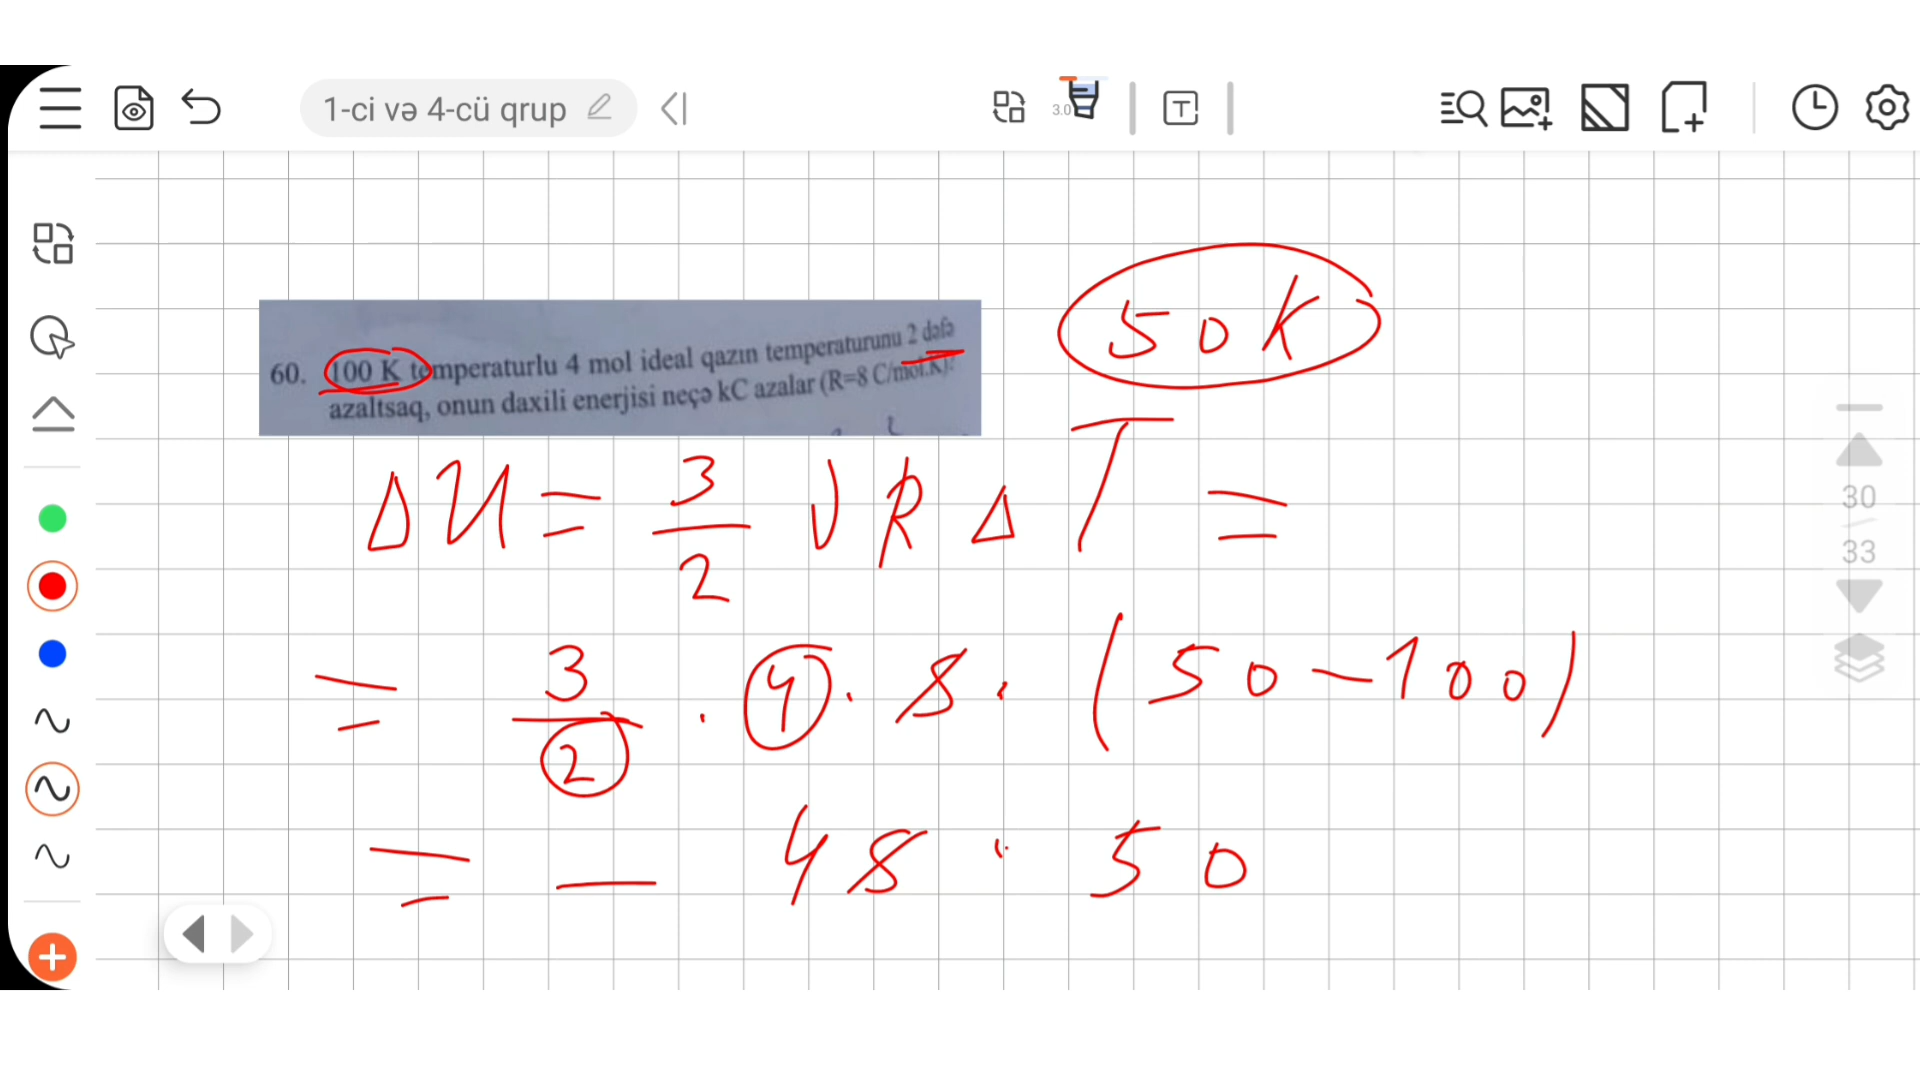 1-ci və 4-cü qrup
3.0
T
50K
60. 100 K temperaturlu 4 mol ideal qazın temperaturunu 2 dəfə
azaltsaq, onun daxili enerjisi neçə kC azalar (R=8 C/mol.K)?
ΔU = 3/2 ν R Δ T =
= 3/2 · 4 · 8 · (50 - 100)
= - 48 · 50
30
33